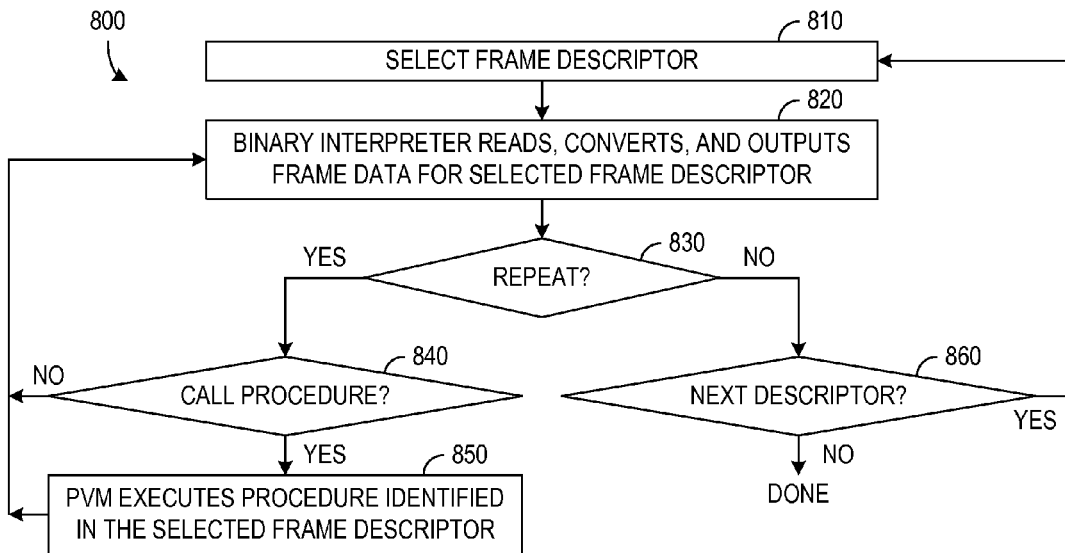 800
810
SELECT FRAME DESCRIPTOR
820
BINARY INTERPRETER READS, CONVERTS, AND OUTPUTS
FRAME DATA FOR SELECTED FRAME DESCRIPTOR
830
YES
REPEAT?
NO
840
NO
CALL PROCEDURE?
YES
860
NEXT DESCRIPTOR?
YES
NO
DONE
850
PVM EXECUTES PROCEDURE IDENTIFIED
IN THE SELECTED FRAME DESCRIPTOR